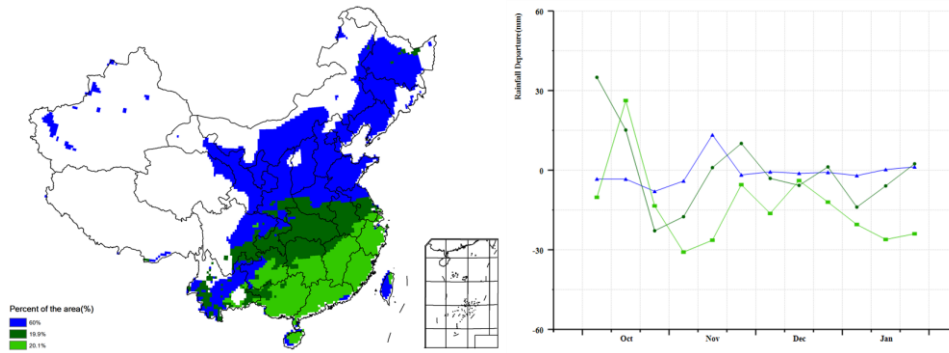 Percent of the area(%)
60%
19.9%
20.1%
Rainfall Departure(mm)
60
30
0
-30
-60
Oct
Nov
Dec
Jan